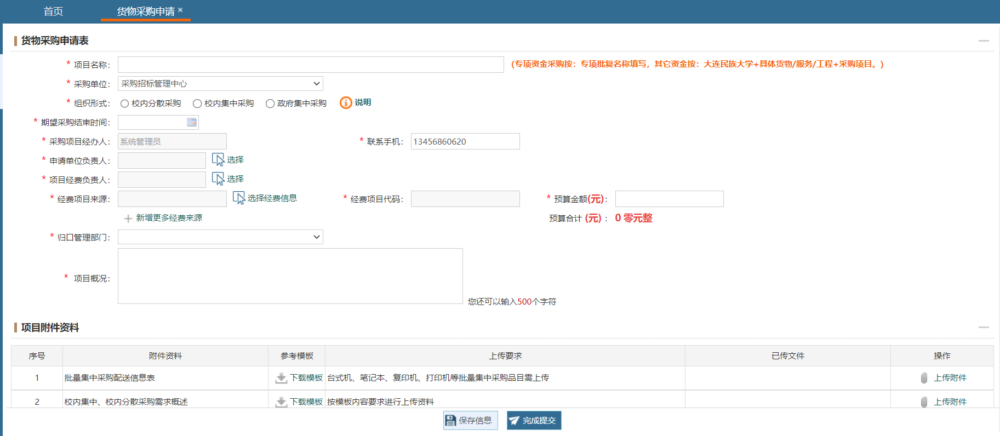 首页 货物采购申请 ×
货物采购申请表
* 项目名称: (专项资金采购按: 专项批复名称填写, 其它资金按: 大连民族大学+具体货物/服务/工程+采购项目。)
* 采购单位: 采购招标管理中心
* 组织形式: 校内分散采购 校内集中采购 政府集中采购 说明
* 期望采购结束时间:
* 采购项目经办人: 系统管理员 * 联系手机: 13456860620
* 申请单位负责人: 选择
* 项目经费负责人: 选择
* 经费项目来源: 选择经费信息 * 经费项目代码: * 预算金额(元):
新增更多经费来源 预算合计 (元) : 0 零元整
* 归口管理部门:
* 项目概况:
您还可以输入500个字符
项目附件资料
序号 附件资料 参考模板 上传要求 已传文件 操作
1 批量集中采购配送信息表 下载模板 台式机、笔记本、复印机、打印机等批量集中采购品目需上传 上传附件
2 校内集中、校内分散采购需求概述 下载模板 按模板内容要求进行上传资料 上传附件
保存信息 完成提交